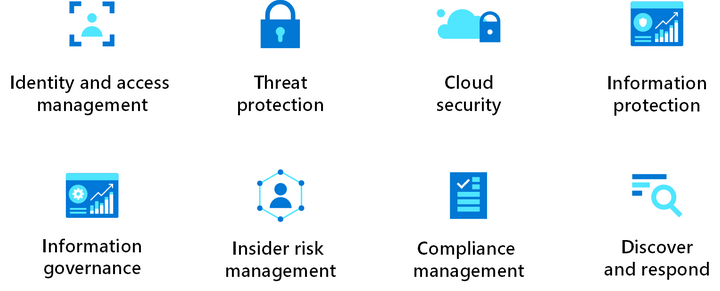 Identity and access
management
Threat
protection
Cloud
security
Information
protection
Information
governance
Insider risk
management
Compliance
management
Discover
and respond